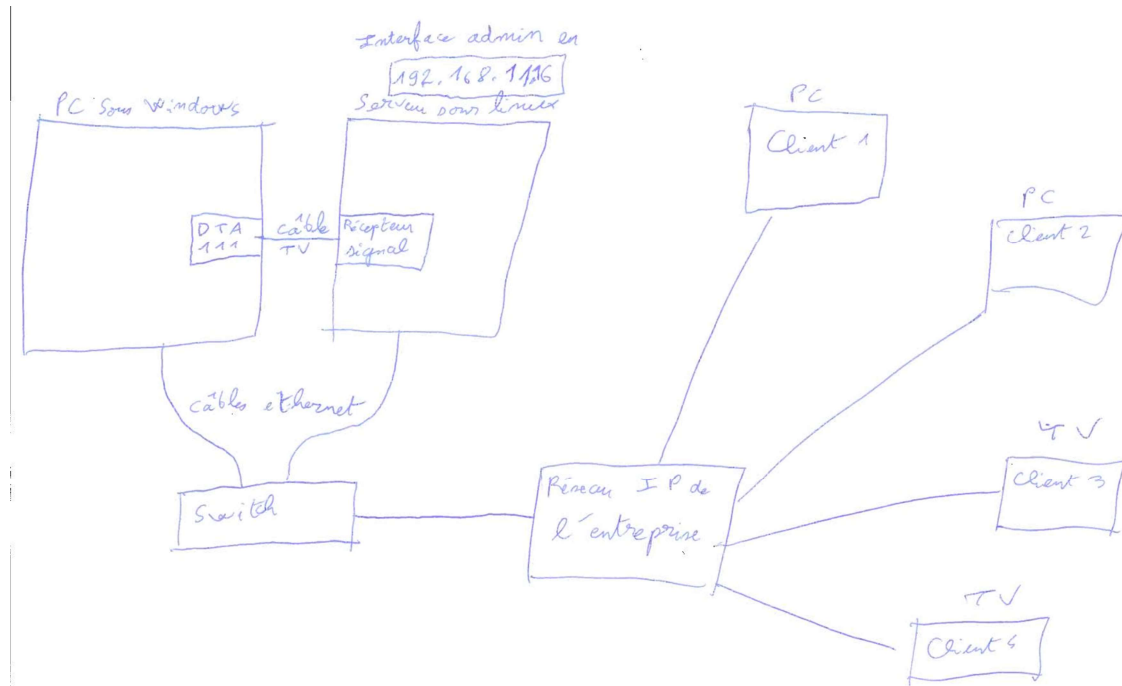 Interface admin en
192.168.1.116
PC sous Windows
Serveur sous linux
DTA
111
câble
TV
Récepteur
signal
câbles ethernet
Switch
Réseau IP de
l'entreprise
PC
Client 1
PC
Client 2
TV
Client 3
TV
Client 4